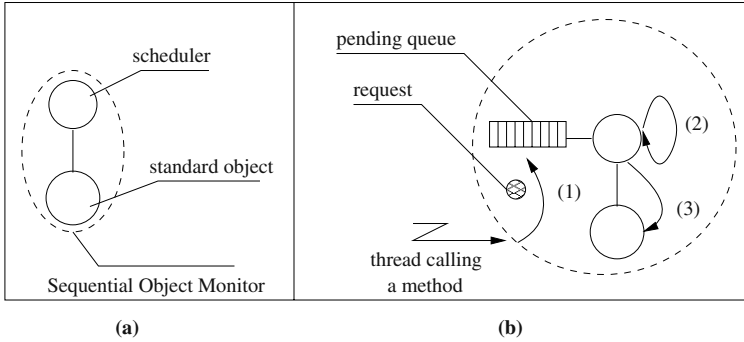 scheduler
standard object
Sequential Object Monitor
(a)
pending queue
request
(1)
(2)
(3)
thread calling
a method
(b)